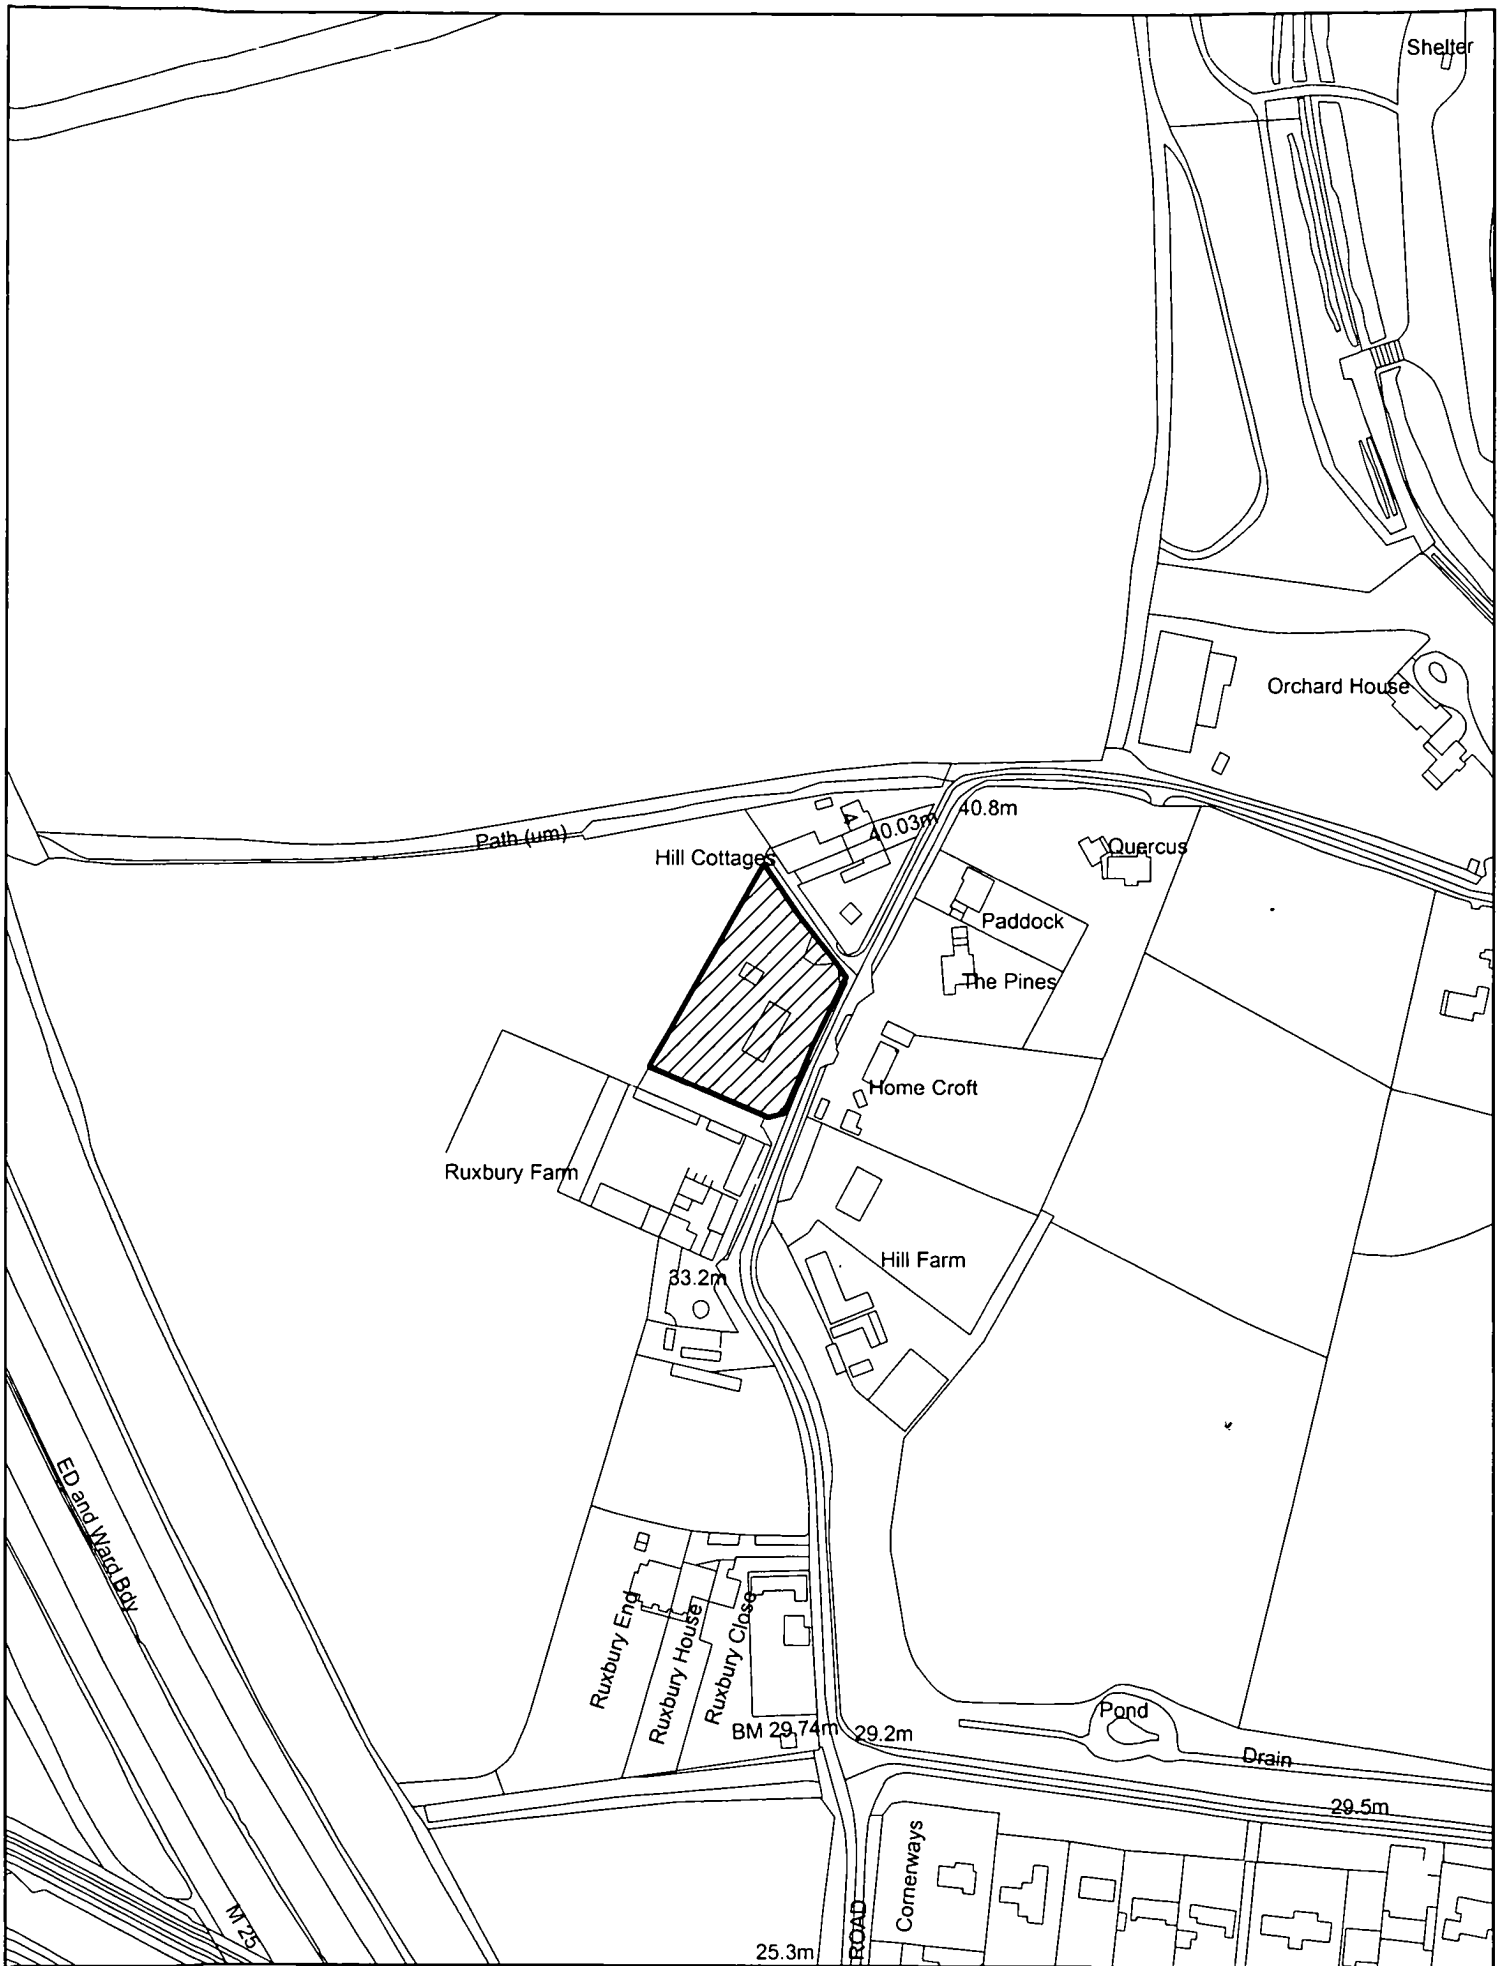 Shelter
Orchard House
40.8m
40.03m
4
Path (um)
Hill Cottages
Quercus
Paddock
The Pines
Home Croft
Ruxbury Farm
Hill Farm
33.2m
ED and Ward Bdy
Ruxbury End
Ruxbury House
Ruxbury Close
Pond
BM 29.74m
29.2m
Drain
29.5m
Cornerways
M 25
ROAD
25.3m